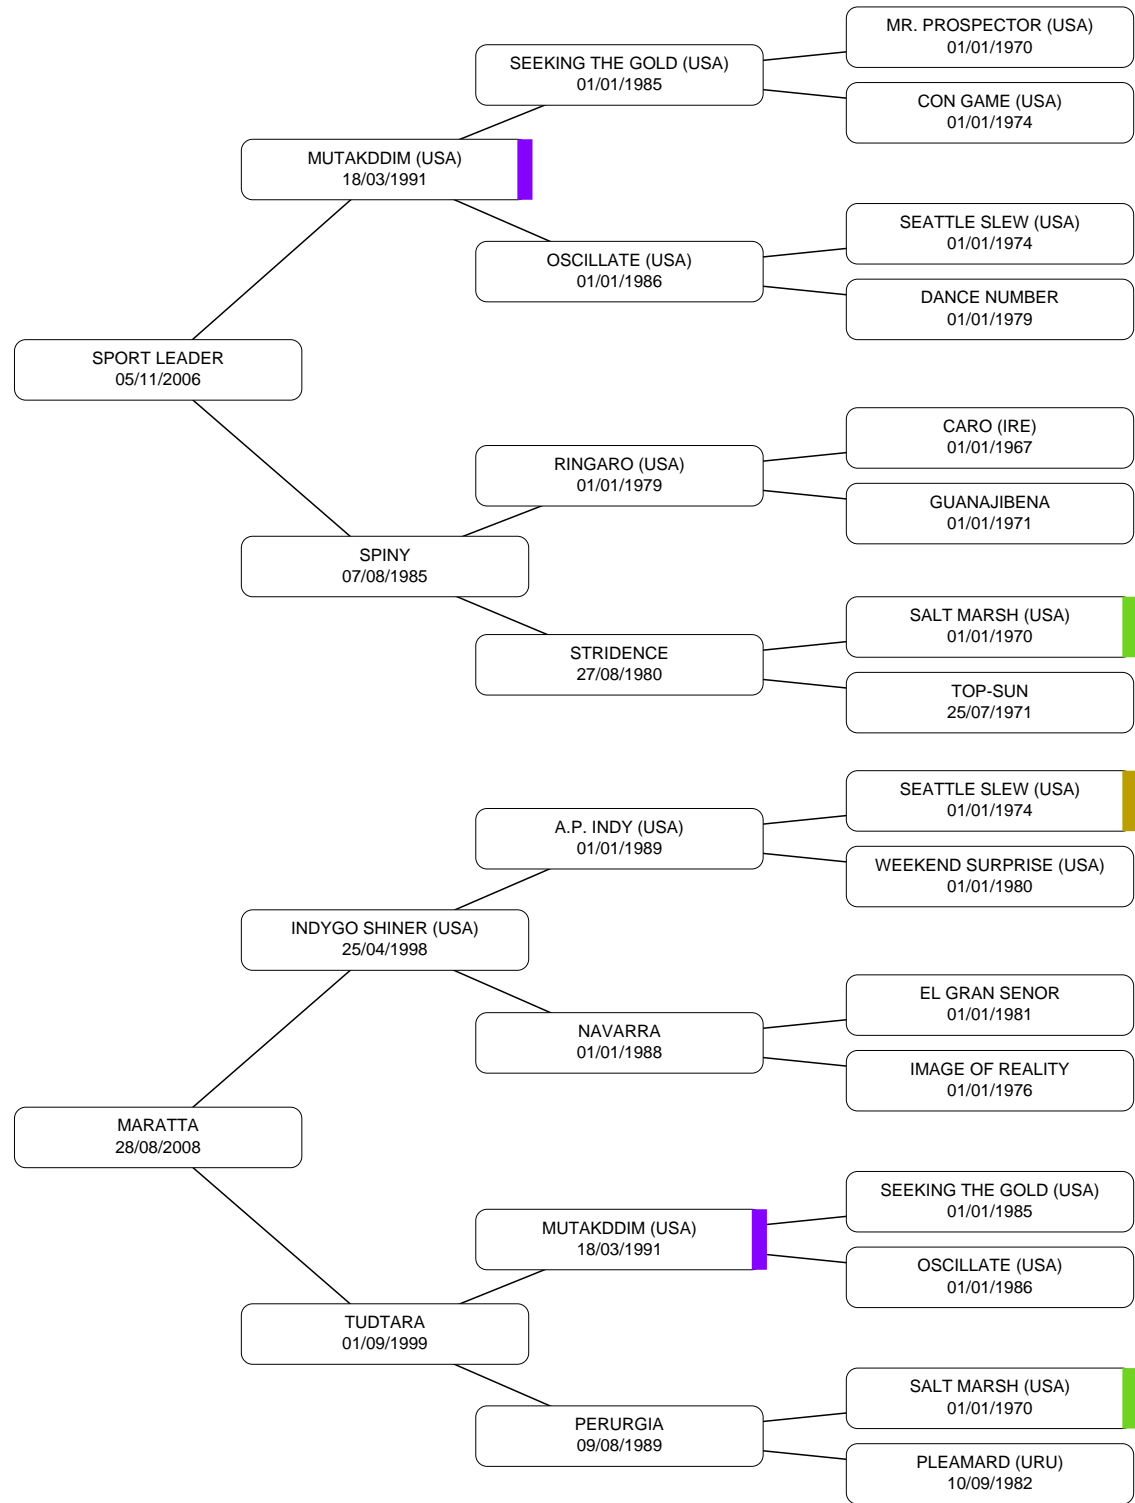 MR. PROSPECTOR (USA)
01/01/1970
SEEKING THE GOLD (USA)
01/01/1985
CON GAME (USA)
01/01/1974
MUTAKDDIM (USA)
18/03/1991
SEATTLE SLEW (USA)
01/01/1974
OSCILLATE (USA)
01/01/1986
DANCE NUMBER
01/01/1979
SPORT LEADER
05/11/2006
CARO (IRE)
01/01/1967
RINGARO (USA)
01/01/1979
GUANAJIBENA
01/01/1971
SPINY
07/08/1985
SALT MARSH (USA)
01/01/1970
STRIDENCE
27/08/1980
TOP-SUN
25/07/1971
SEATTLE SLEW (USA)
01/01/1974
A.P. INDY (USA)
01/01/1989
WEEKEND SURPRISE (USA)
01/01/1980
INDYGO SHINER (USA)
25/04/1998
EL GRAN SENOR
01/01/1981
NAVARRA
01/01/1988
IMAGE OF REALITY
01/01/1976
MARATTA
28/08/2008
SEEKING THE GOLD (USA)
01/01/1985
MUTAKDDIM (USA)
18/03/1991
OSCILLATE (USA)
01/01/1986
TUDTARA
01/09/1999
SALT MARSH (USA)
01/01/1970
PERURGIA
09/08/1989
PLEAMARD (URU)
10/09/1982